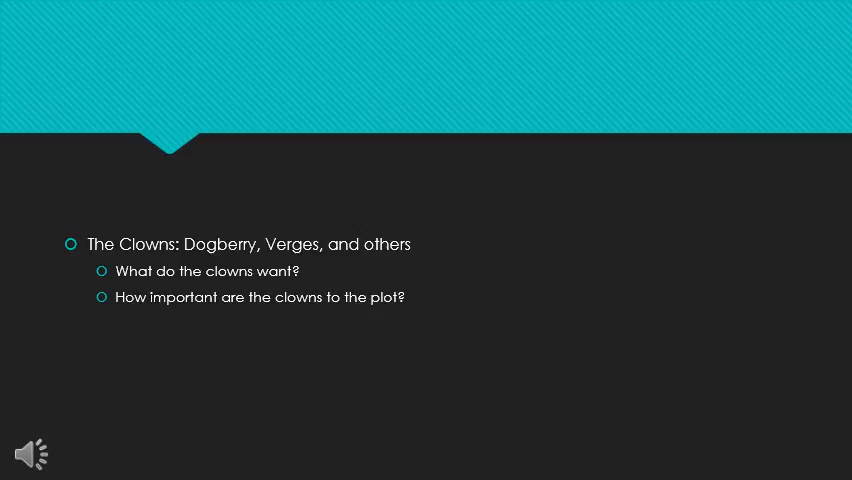 The Clowns: Dogberry, Verges, and others
What do the clowns want?
How important are the clowns to the plot?